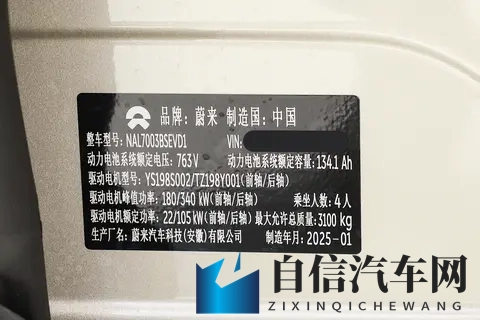 品牌：蔚来 制造国：中国
整车型号：NAL7003BSEVD1 VIN：
动力电池系统额定电压：763V 动力电池系统额定容量：134.1 Ah
驱动电机型号：YS198S002/TZ198Y001(前轴/后轴)
驱动电机峰值功率：180/340 kW(前轴/后轴) 乘坐人数：4人
驱动电机额定功率：22/105 kW(前轴/后轴) 最大允许总质量：3100 kg
生产厂名：蔚来汽车科技(安徽)有限公司 制造年月：2025-01
自信汽车网
ZIXINQICHEWANG